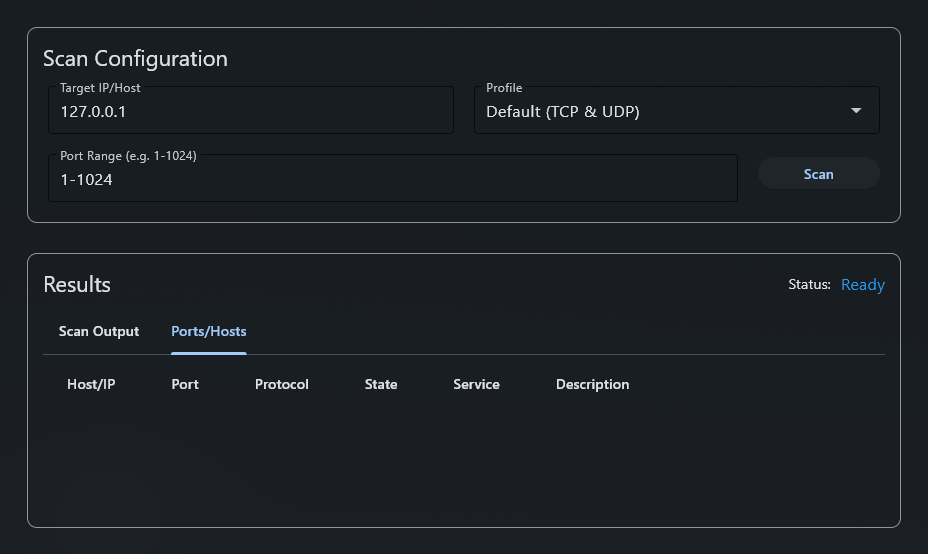 Scan Configuration
Target IP/Host
127.0.0.1
Profile
Default (TCP & UDP)
Port Range (e.g. 1-1024)
1-1024
Scan
Results
Status: Ready
Scan Output Ports/Hosts
Host/IP Port Protocol State Service Description